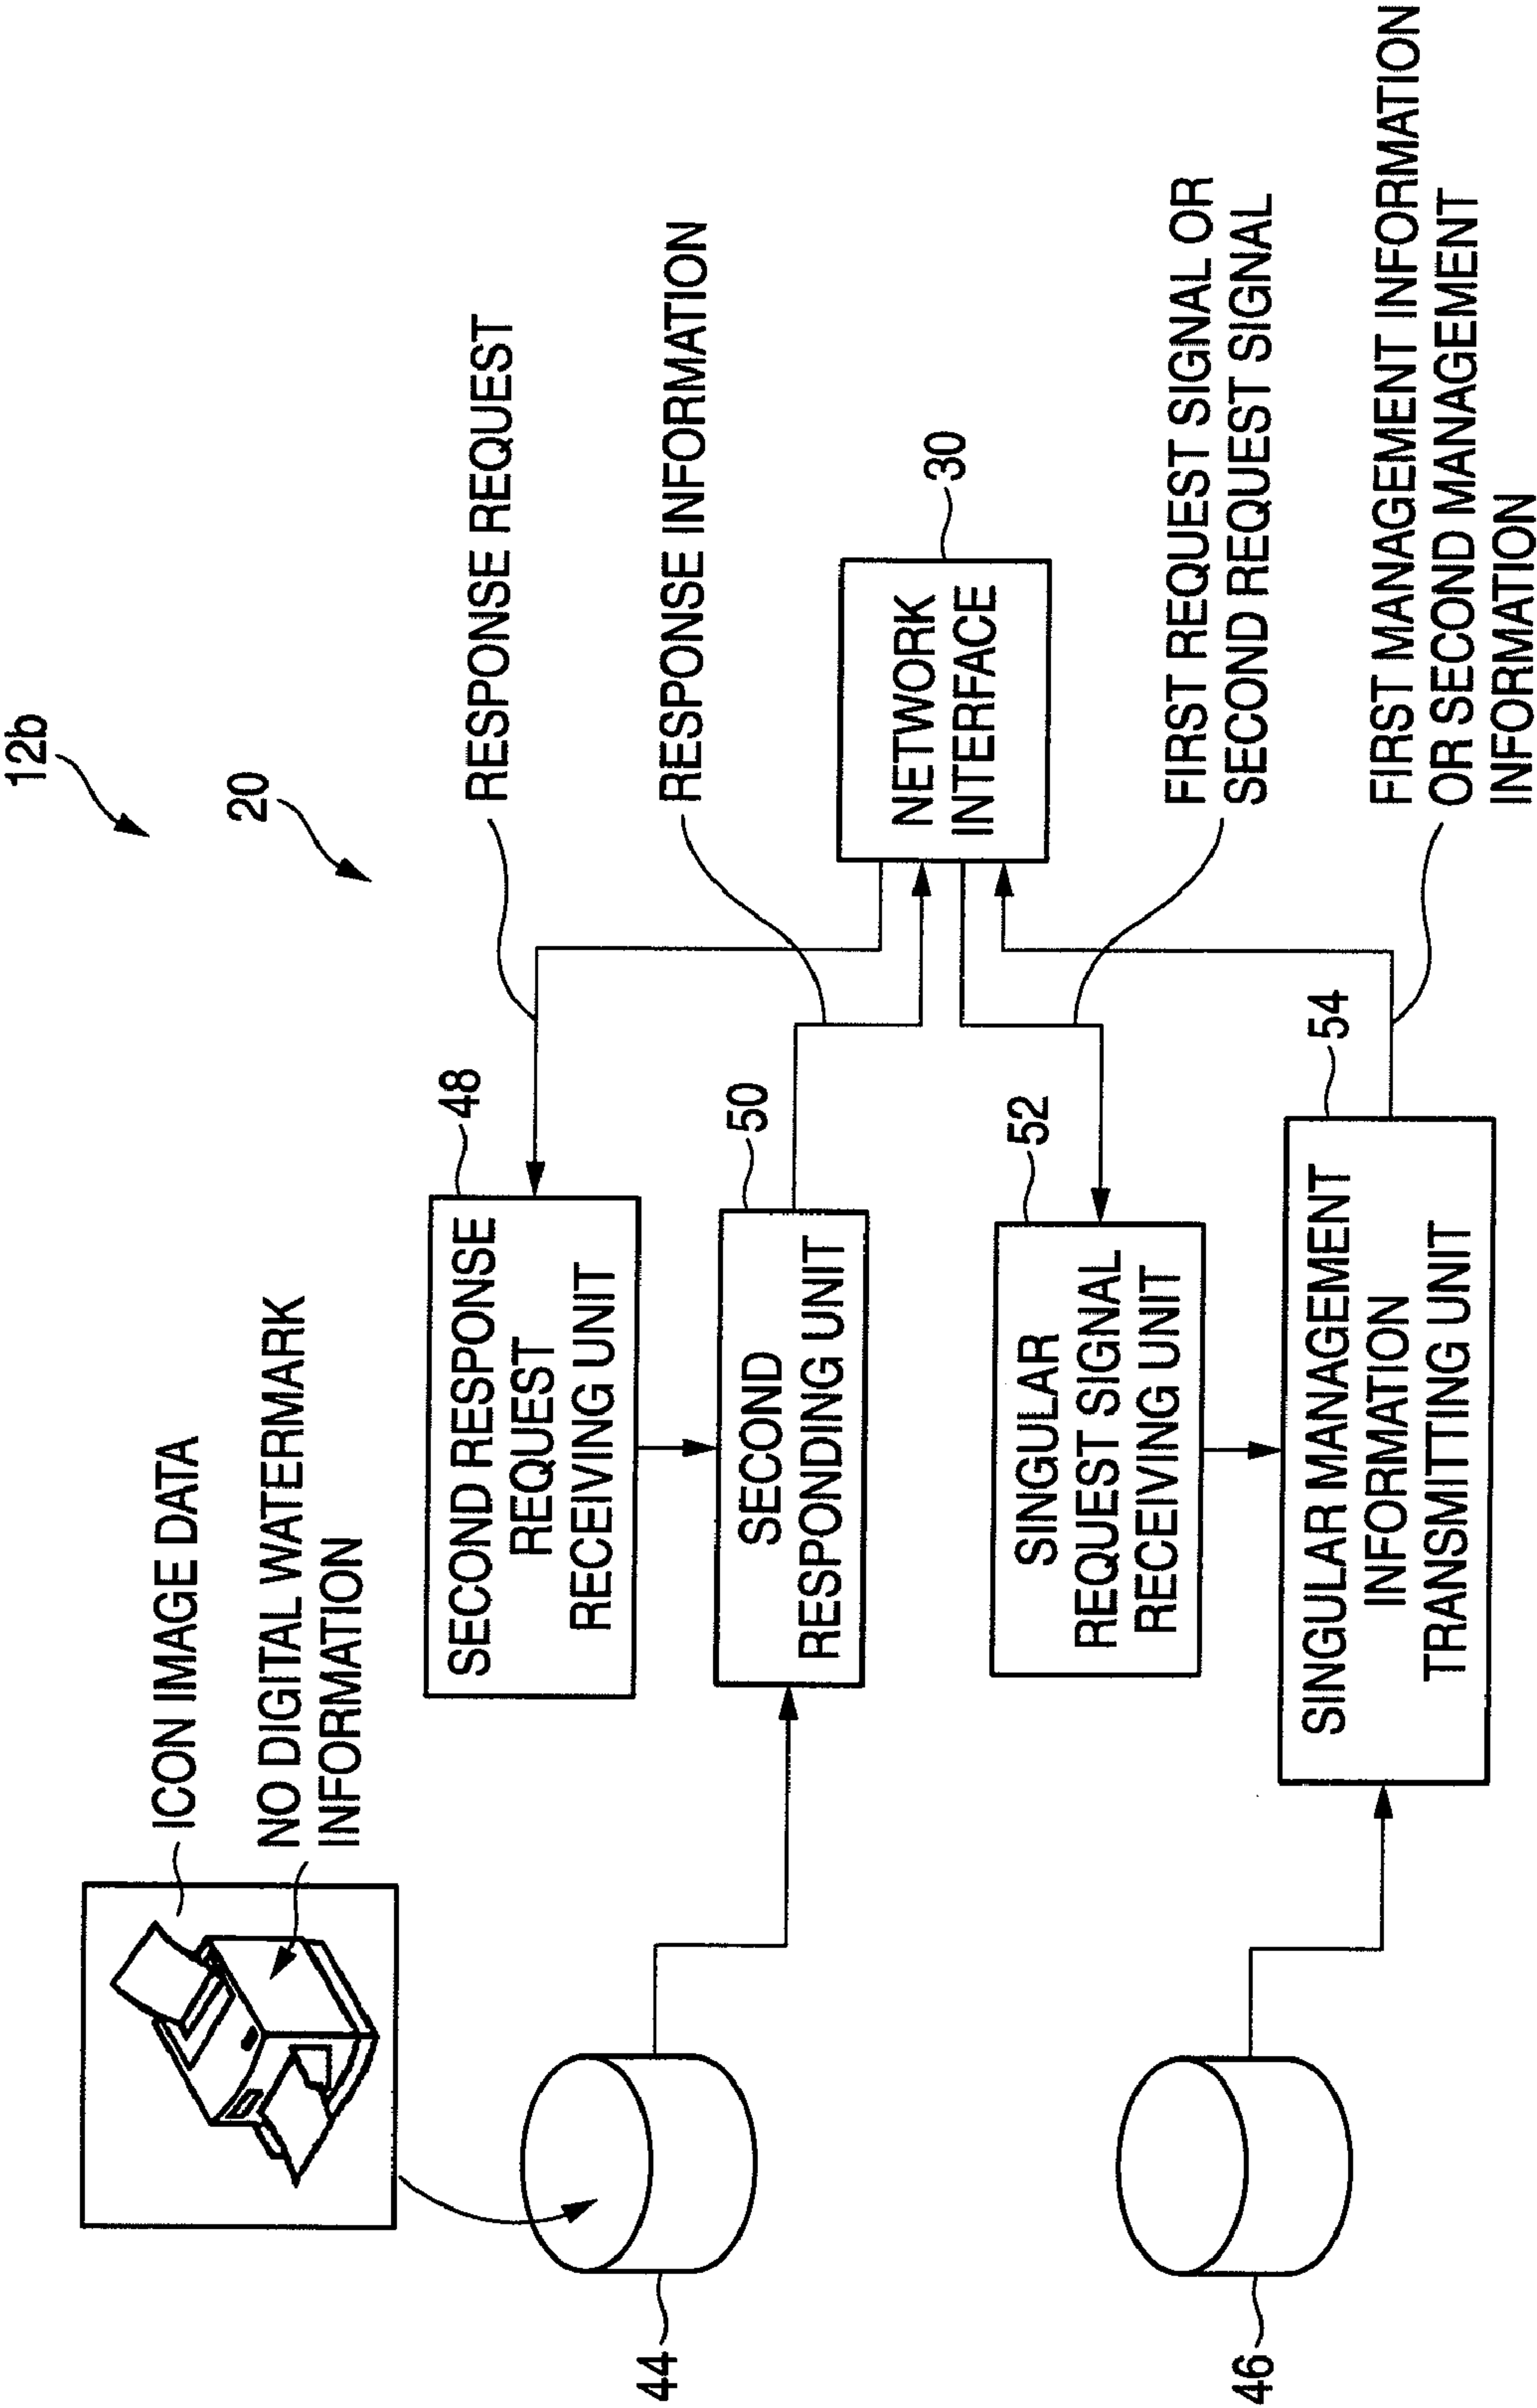 12b
20
ICON IMAGE DATA
NO DIGITAL WATERMARK
INFORMATION
RESPONSE REQUEST
48
SECOND RESPONSE
REQUEST
RECEIVING UNIT
RESPONSE INFORMATION
50
SECOND
RESPONDING UNIT
44
30
NETWORK
INTERFACE
52
SINGULAR
REQUEST SIGNAL
RECEIVING UNIT
FIRST REQUEST SIGNAL OR
SECOND REQUEST SIGNAL
54
SINGULAR MANAGEMENT
INFORMATION
TRANSMITTING UNIT
FIRST MANAGEMENT INFORMATION
OR SECOND MANAGEMENT
INFORMATION
46